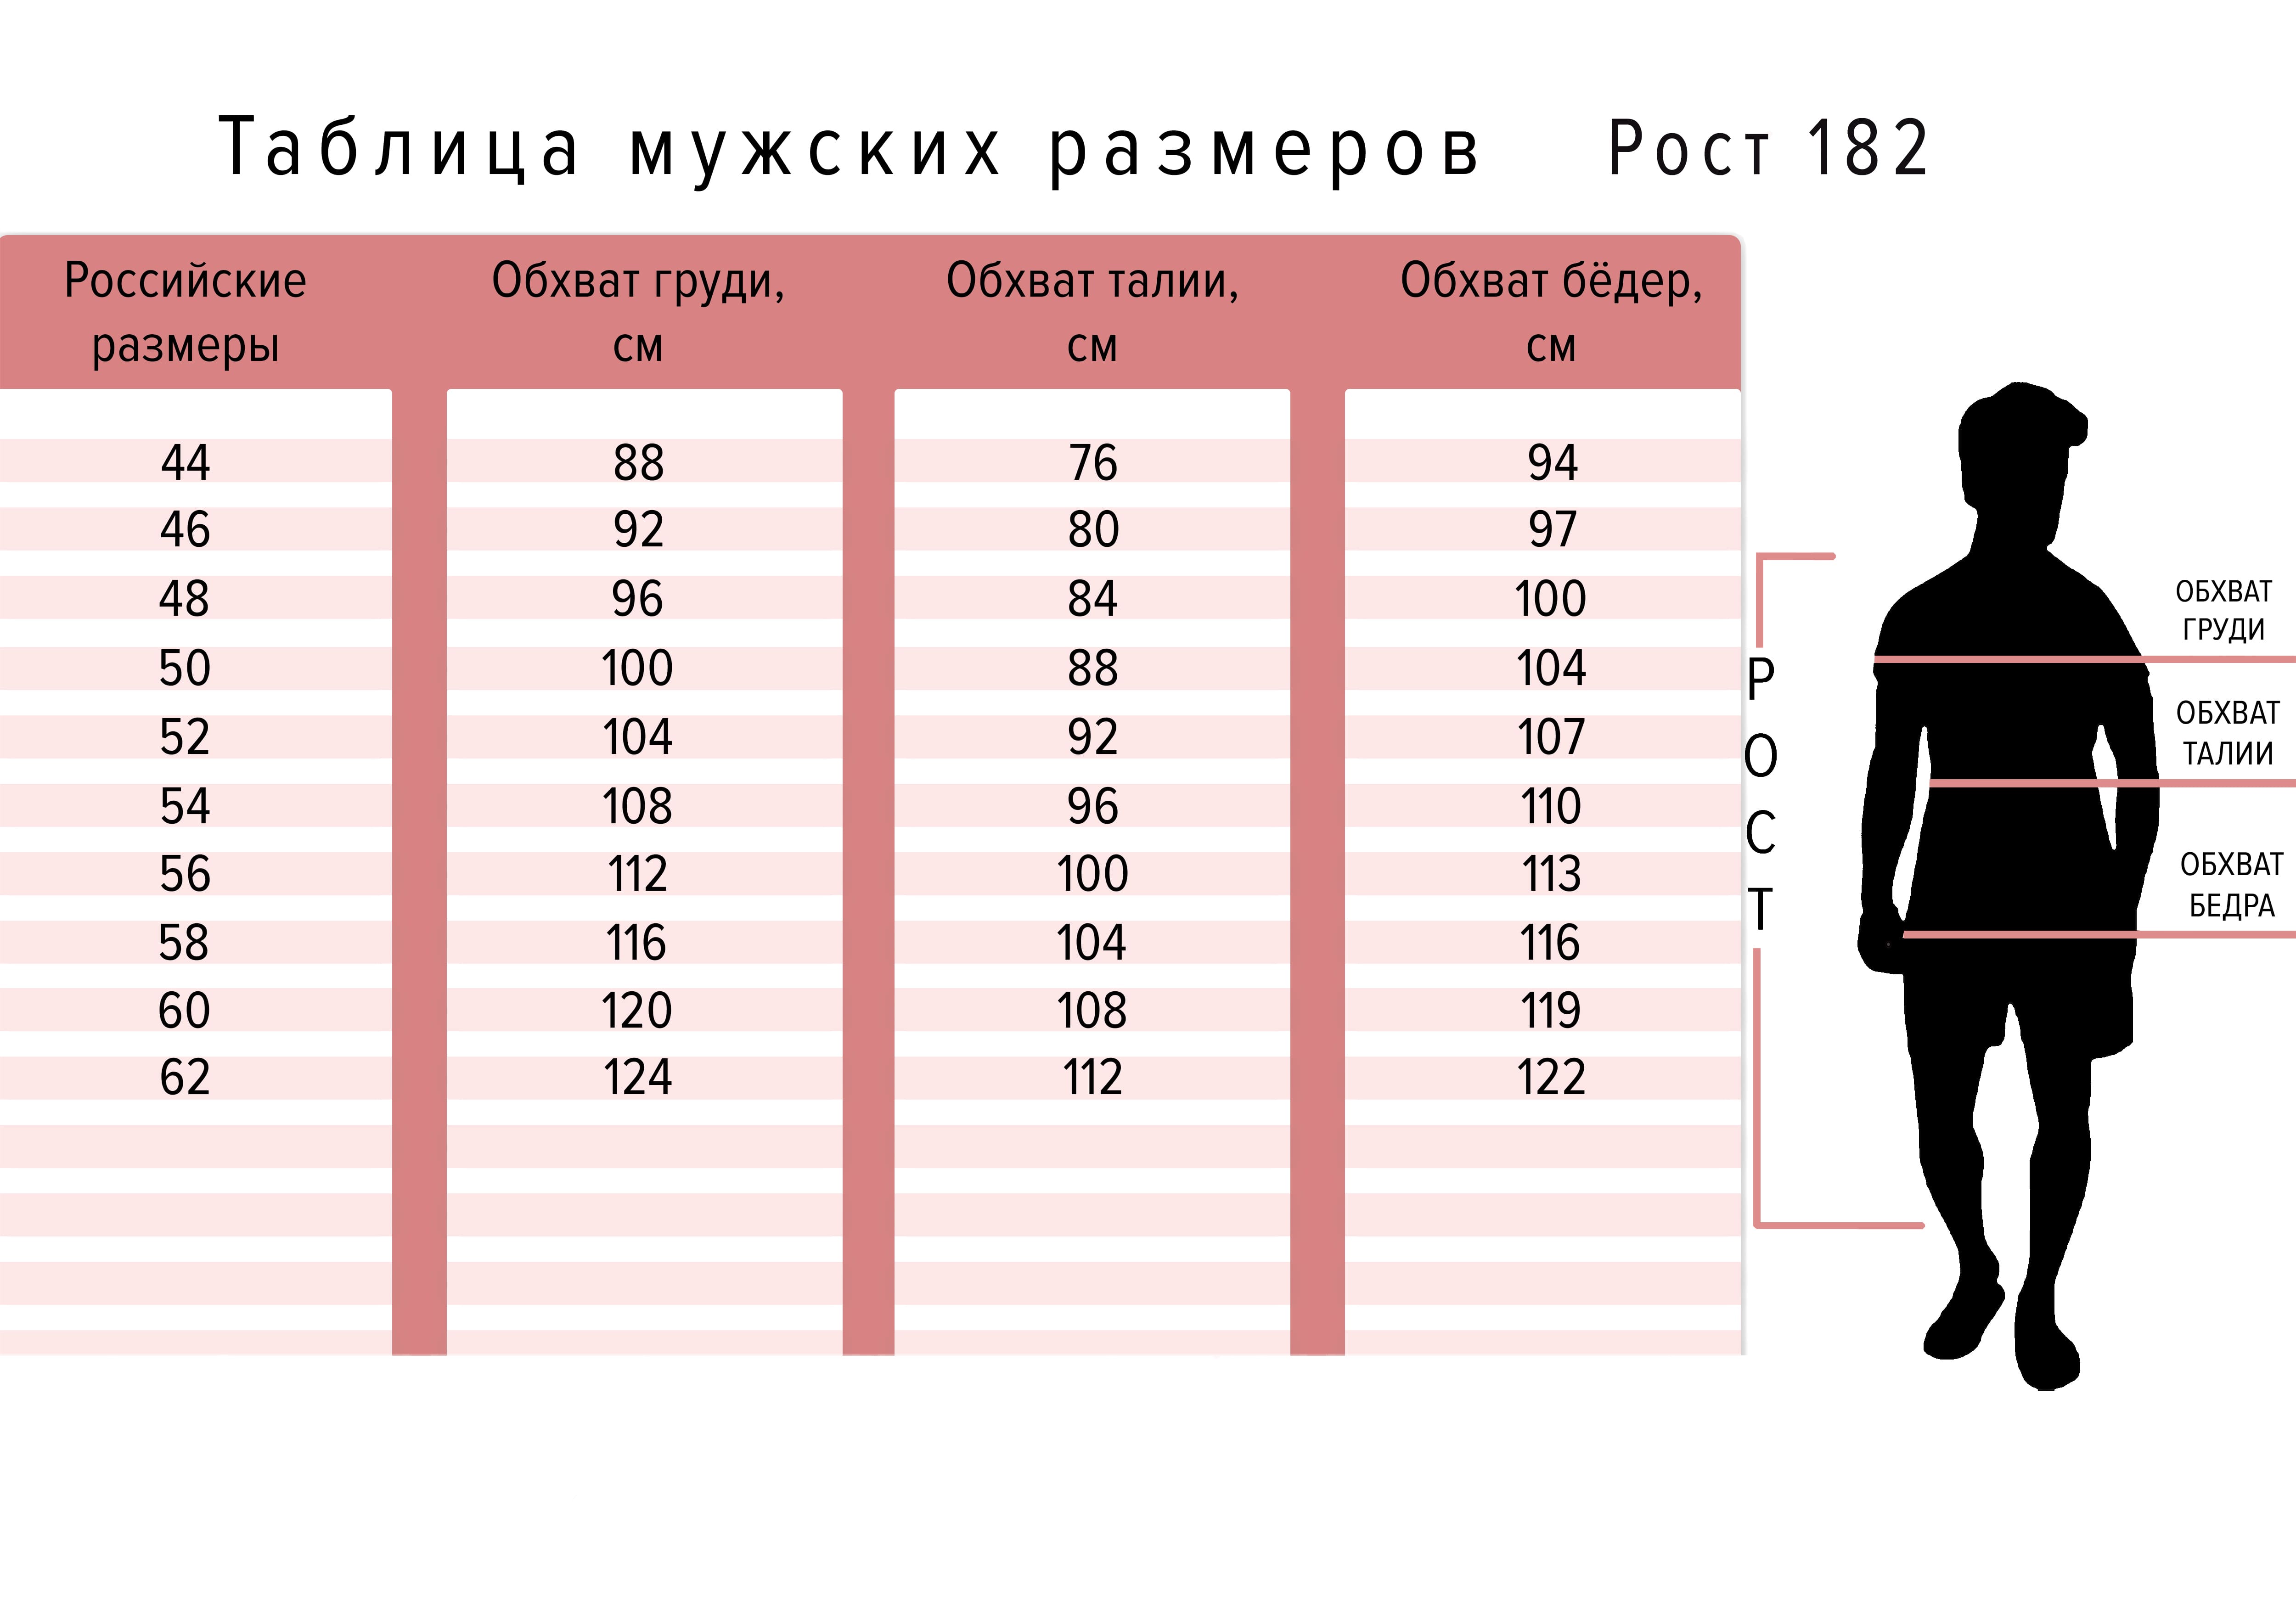 Таблица мужских размеров Рост 182
Российские размеры Обхват груди, см Обхват талии, см Обхват бёдер, см
44 88 76 94
46 92 80 97
48 96 84 100
50 100 88 104
52 104 92 107
54 108 96 110
56 112 100 113
58 116 104 116
60 120 108 119
62 124 112 122
Р
О
С
Т
ОБХВАТ
ГРУДИ
ОБХВАТ
ТАЛИИ
ОБХВАТ
БЕДРА